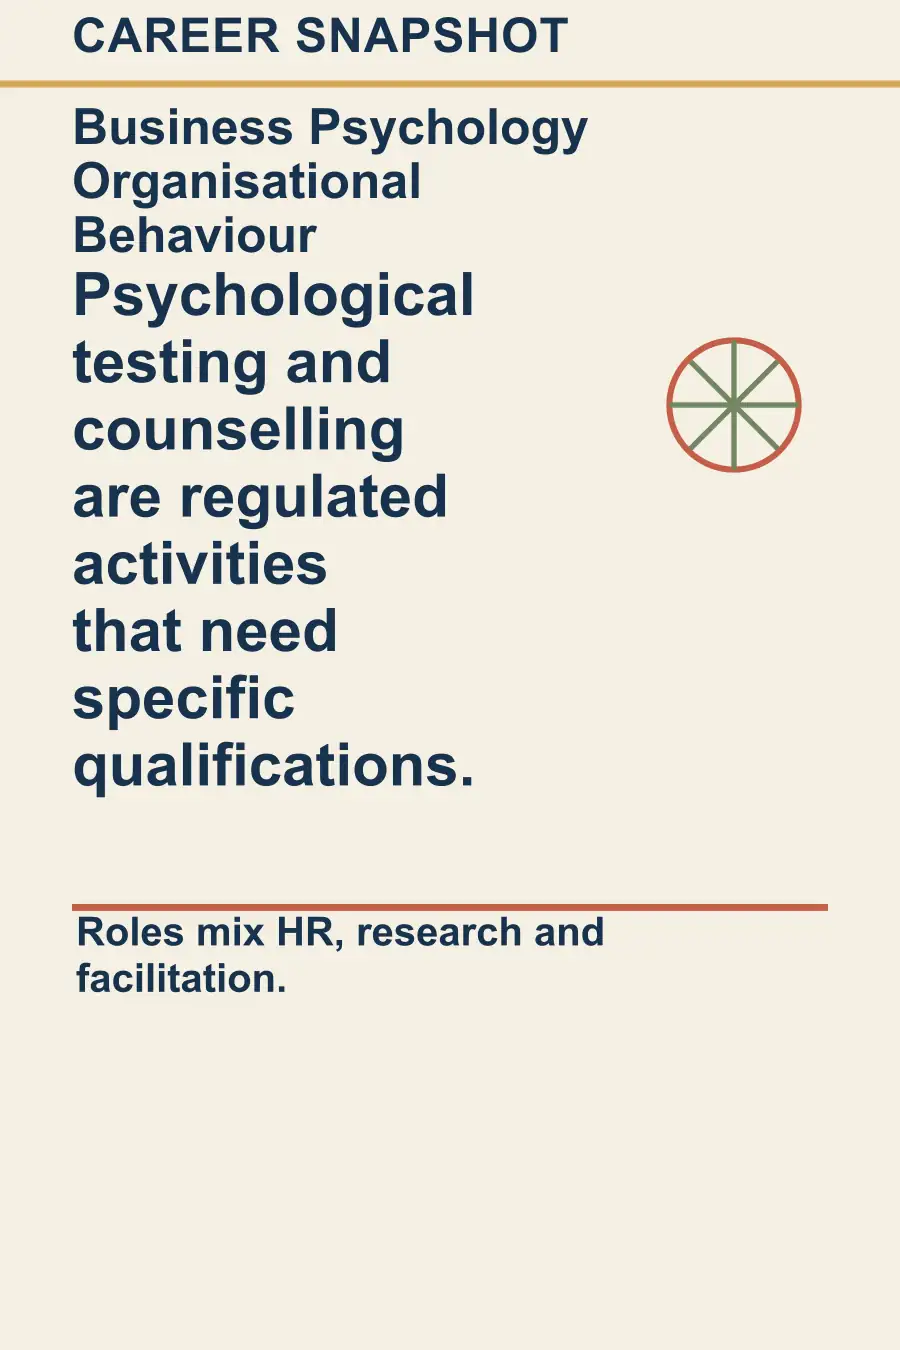 CAREER SNAPSHOT
Business Psychology
Organisational
Behaviour
Psychological
testing and
counselling
are regulated
activities
that need
specific
qualifications.
Roles mix HR, research and
facilitation.